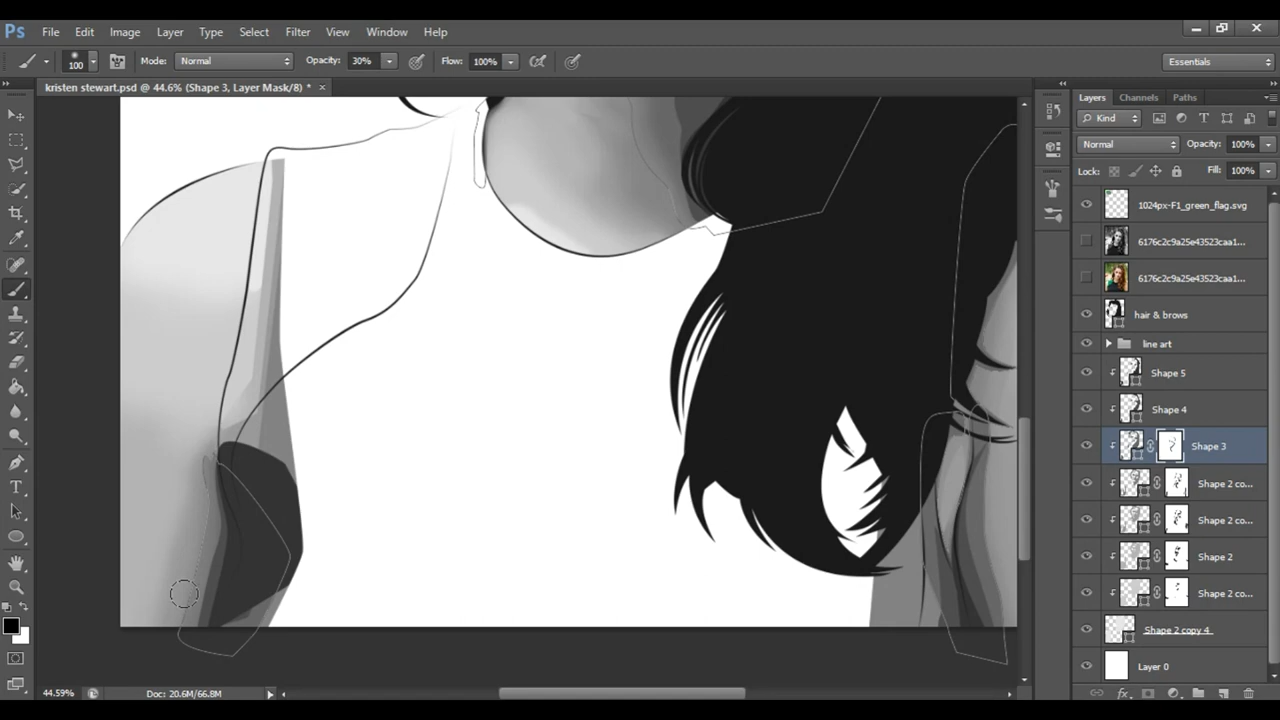 Ps File Edit Image Layer Type Select Filter View Window Help
100 Mode: Normal Opacity: 30% Flow: 100% Essentials
kristen stewart.psd @ 44.6% (Shape 3, Layer Mask/8) * ×
Layers Channels Paths
Kind
Normal Opacity: 100%
Lock: Fill: 100%
1024px-F1_green_flag.svg
6176c2c9a25e43523caa1...
6176c2c9a25e43523caa1...
hair & brows
line art
Shape 5
Shape 4
Shape 3
Shape 2 co...
Shape 2 co...
Shape 2
Shape 2 co...
Shape 2 copy 4
Layer 0
44.59% Doc: 20.6M/66.8M